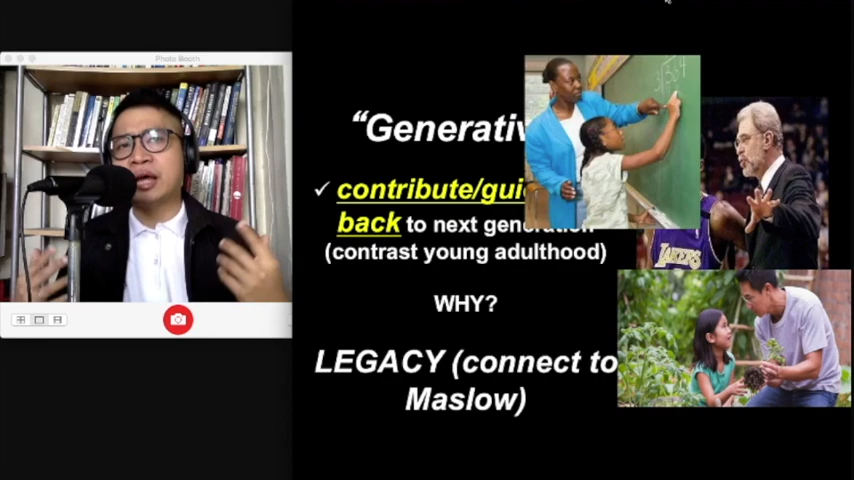 Photo Booth
“Generativ
✓ contribute/gui
back to next generation
(contrast young adulthood)
WHY?
LEGACY (connect to
Maslow)
LAKERS